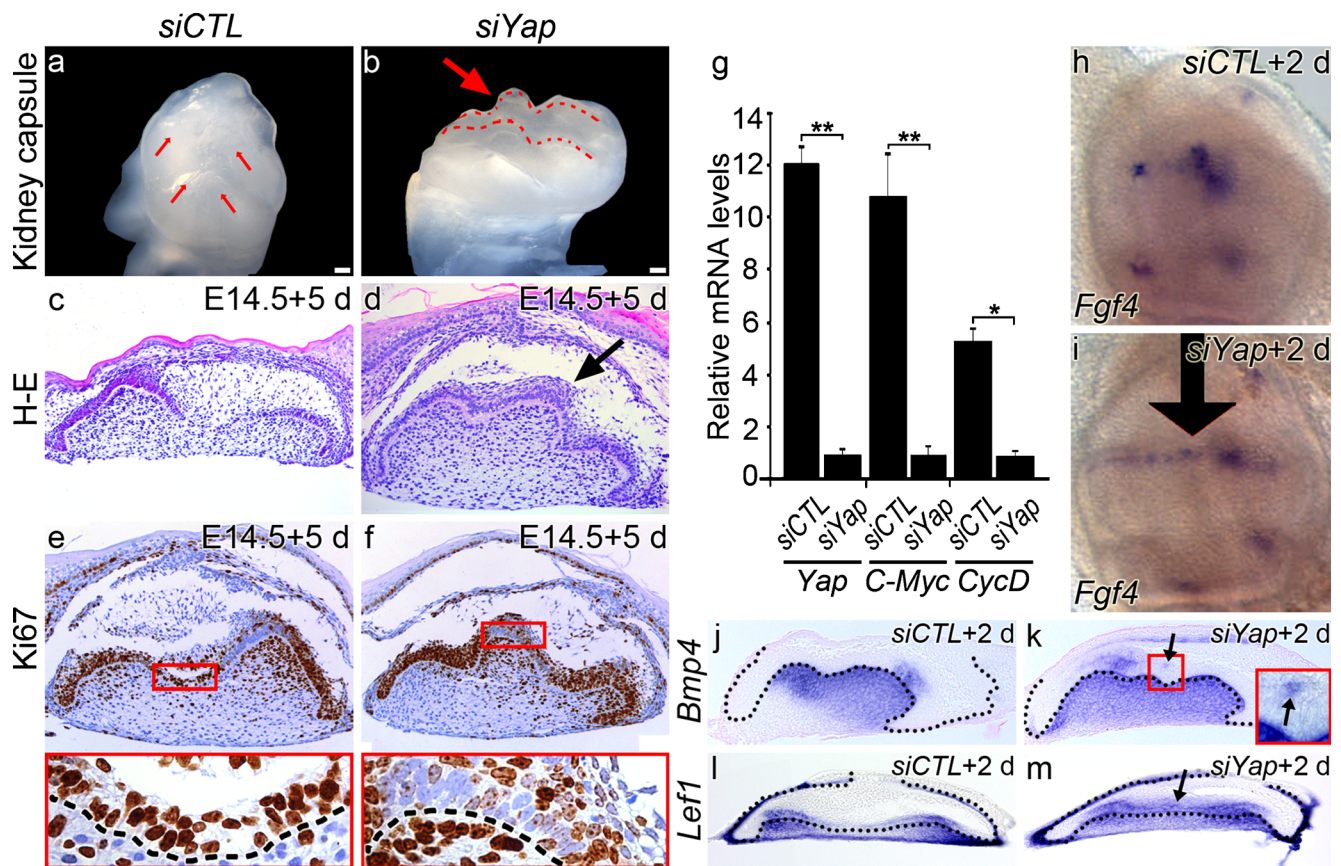 siCTL
siYap
Kidney capsule
a
b
c
E14.5+5 d
d
E14.5+5 d
H-E
e
E14.5+5 d
f
E14.5+5 d
Ki67
g
Relative mRNA levels
14
12
10
8
6
4
2
0
**
**
*
siCTL
siYap
siCTL
siYap
siCTL
siYap
Yap
C-Myc
CycD
h
siCTL+2 d
Fgf4
i
siYap+2 d
Fgf4
Bmp4
j
siCTL+2 d
k
siYap+2 d
Lef1
l
siCTL+2 d
m
siYap+2 d